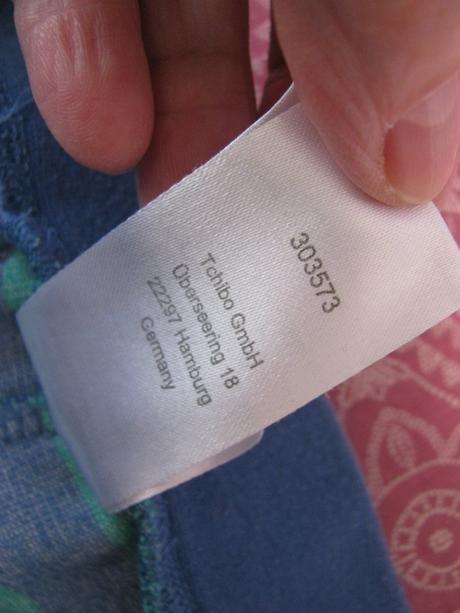 303573
Tchibo GmbH
Überseering 18
22297 Hamburg
Germany